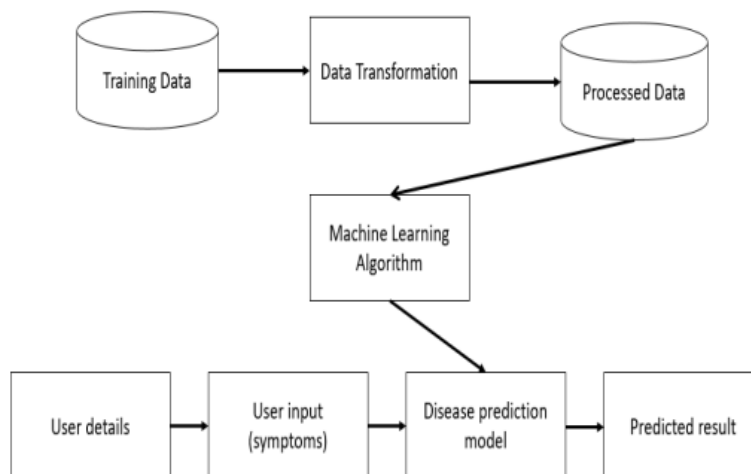 Training Data
Data Transformation
Processed Data
Machine Learning
Algorithm
User details
User input
(symptoms)
Disease prediction
model
Predicted result